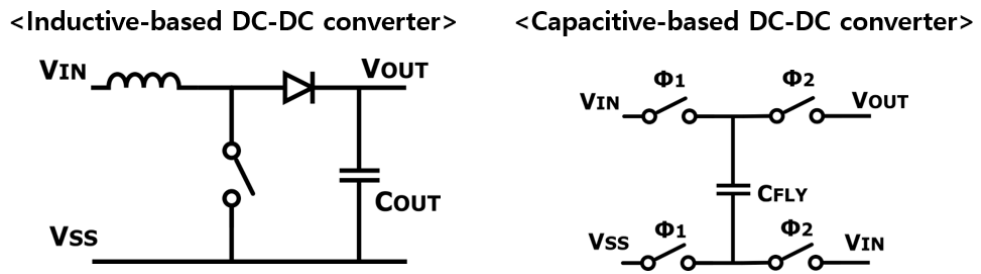 <Inductive-based DC-DC converter>
VIN
VOUT
COUT
VSS
<Capacitive-based DC-DC converter>
Φ1
Φ2
VIN
VOUT
CFLY
Φ1
Φ2
VSS
VIN